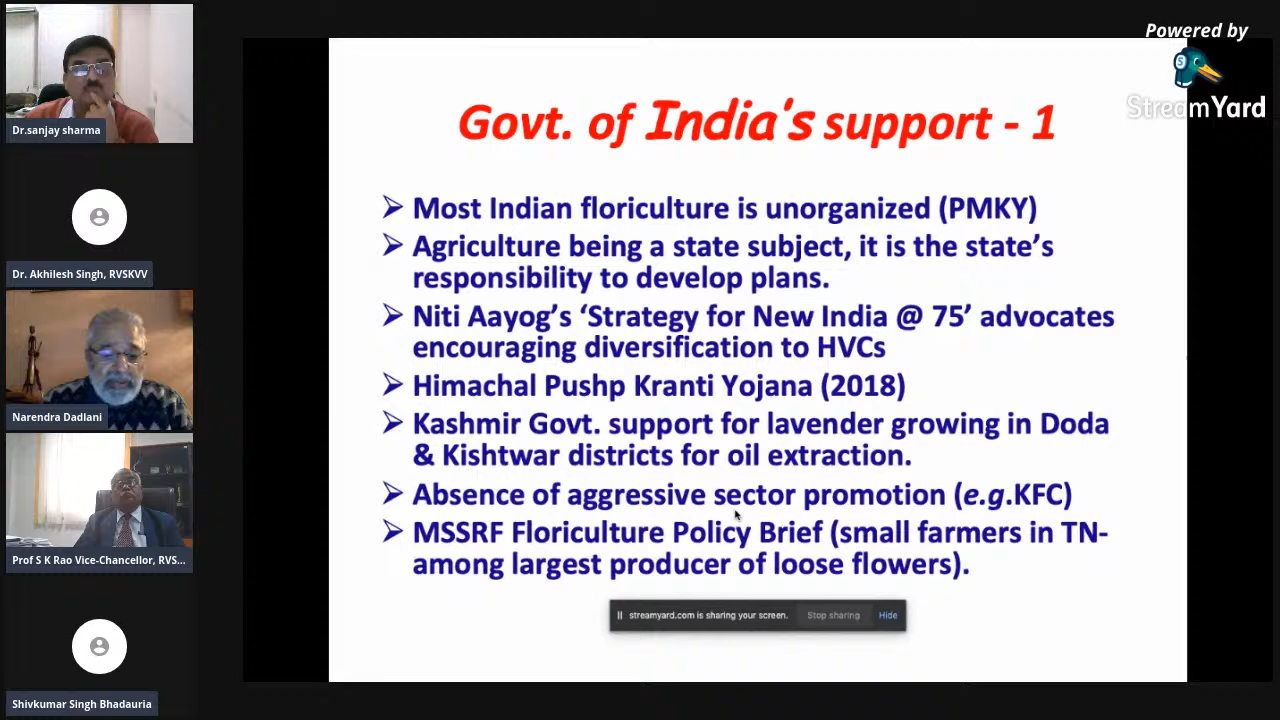 Powered by
StreamYard
Dr.sanjay sharma
Dr. Akhilesh Singh, RVSKVV
Narendra Dadlani
Prof S K Rao Vice-Chancellor, RVS...
Shivkumar Singh Bhadauria
Govt. of India's support - 1
Most Indian floriculture is unorganized (PMKY)
Agriculture being a state subject, it is the state’s
responsibility to develop plans.
Niti Aayog’s ‘Strategy for New India @ 75’ advocates
encouraging diversification to HVCs
Himachal Pushp Kranti Yojana (2018)
Kashmir Govt. support for lavender growing in Doda
& Kishtwar districts for oil extraction.
Absence of aggressive sector promotion (e.g.KFC)
MSSRF Floriculture Policy Brief (small farmers in TN-
among largest producer of loose flowers).
streamyard.com is sharing your screen. Stop sharing Hide